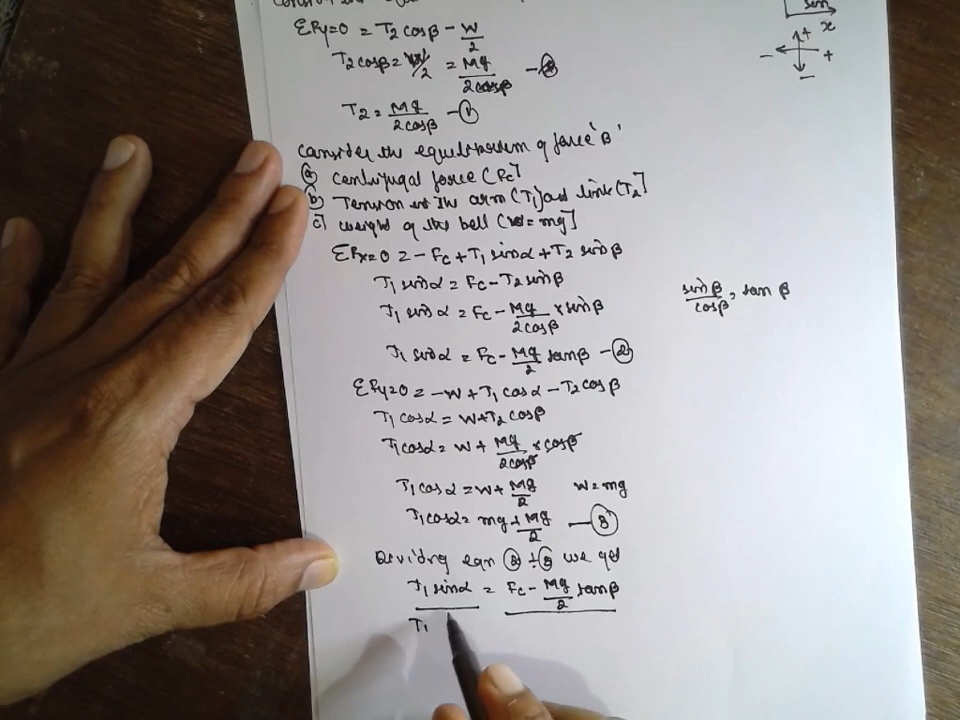 ΣFy=0 = T2 cosβ - W/2
T2 cosβ = W/2 = Mg/2cosβ
T2 = Mg/2cosβ - ①
Consider the equilibrium of force 'B'
ⓐ Centrifugal force (Fc]
ⓑ Tension in the arm (T1) and link (T2]
c] weight of the ball (w = mg]
ΣFx=0 = - Fc + T1 sinα + T2 sinβ
T1 sinα = Fc - T2 sinβ
T1 sinα = Fc - Mg/2cosβ × sinβ
sinβ/cosβ = tan β
T1 sinα = Fc - Mg/2 tanβ - ②
ΣFy=0 = -W + T1 cosα - T2 cosβ
T1 cosα = W+T2 cosβ
T1 cosα = W + Mg/2cosβ × cosβ
T1 cosα = W + Mg/2 W = mg
T1 cosα = mg + Mg/2 - ③
Dividing eqn ② ÷ ③ we get
T1 sinα = Fc - Mg/2 tanβ
T1
x
+
- +
-